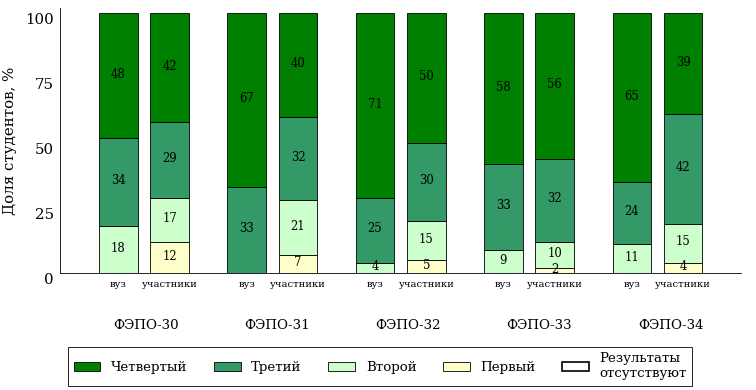 100
48 42 67 40 71 50 58 56 65 39
75
34 29 33 32 25 30 33 32 24 42
50
25
18 17 12 21 7 4 15 5 9 10 2 11 15 4
0
Доля студентов, %
вуз участники вуз участники вуз участники вуз участники вуз участники
ФЭПО-30 ФЭПО-31 ФЭПО-32 ФЭПО-33 ФЭПО-34
Четвертый Третий Второй Первый Результаты
отсутствуют